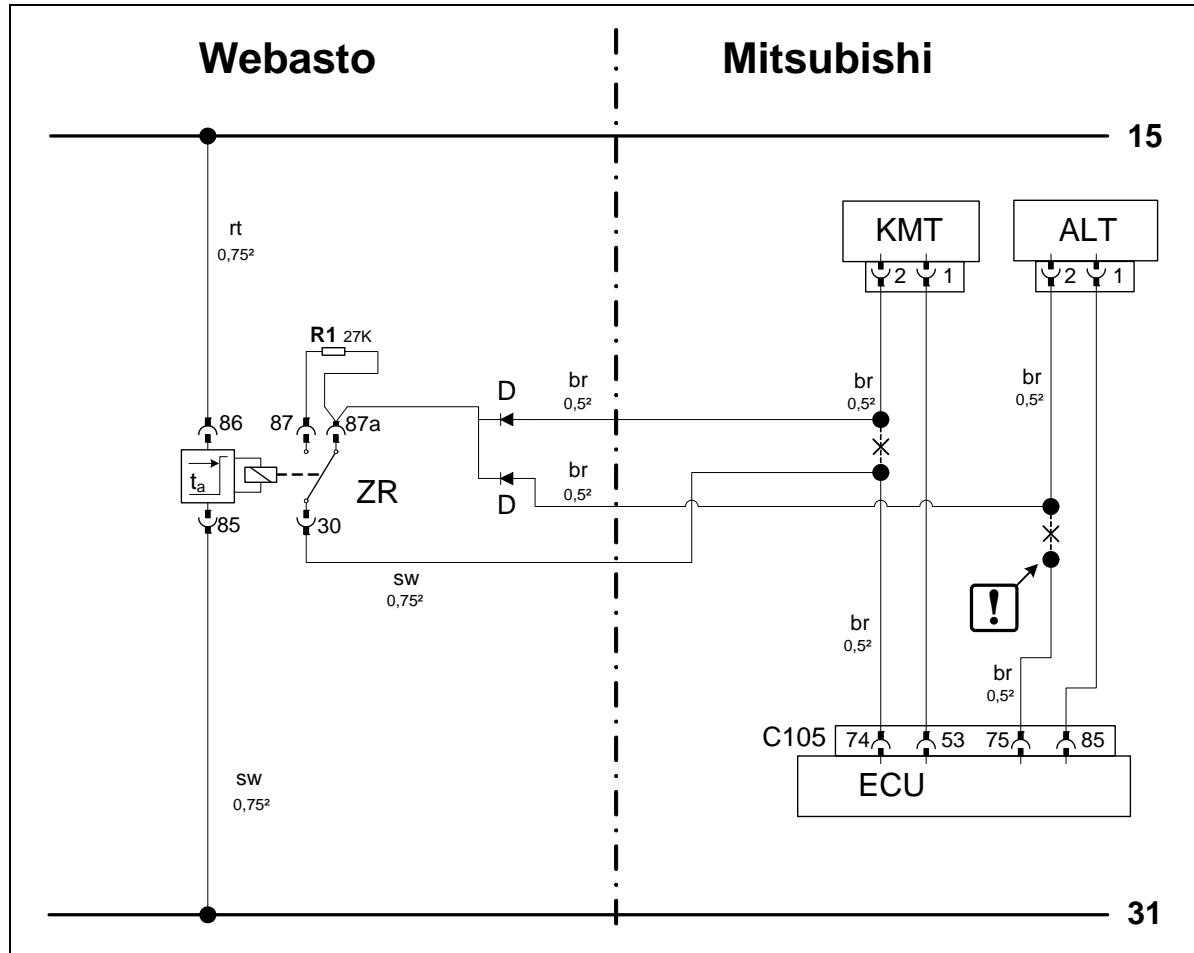 Webasto
Mitsubishi
15
rt
0,75²
KMT
ALT
2
1
2
1
R1 27K
D
br
0,5²
br
0,5²
br
0,5²
86
87
87a
ta
ZR
D
br
0,5²
85
30
sw
0,75²
!
br
0,5²
br
0,5²
C105
74
53
75
85
ECU
sw
0,75²
31